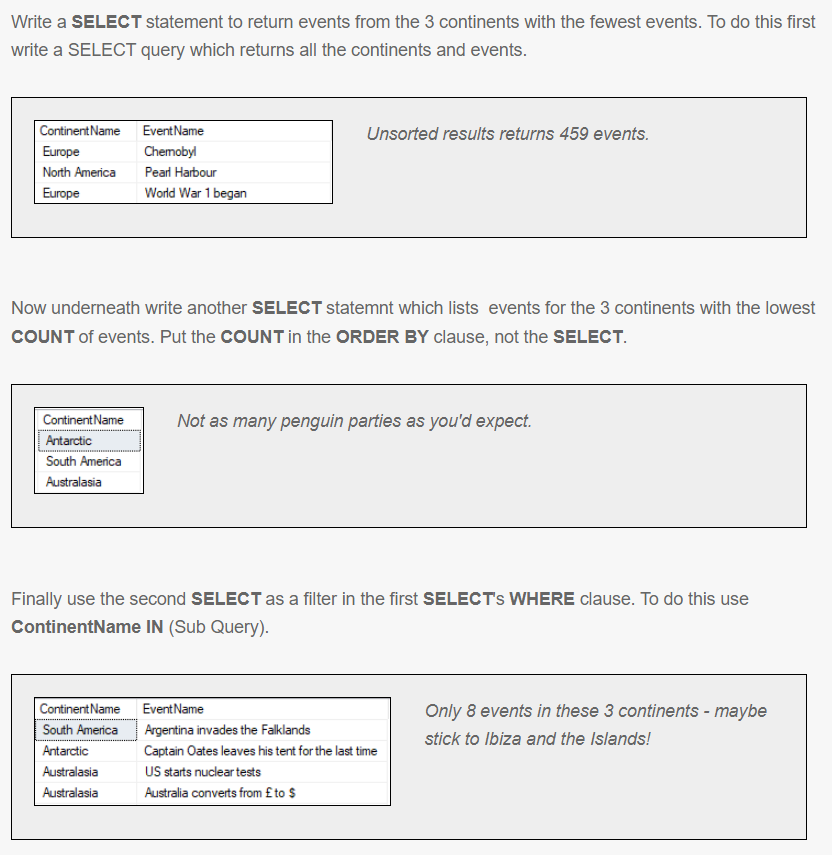 Write a SELECT statement to return events from the 3 continents with the fewest events. To do this first
write a SELECT query which returns all the continents and events.
ContinentName EventName
Europe Chernobyl
North America Pearl Harbour
Europe World War 1 began
Unsorted results returns 459 events.
Now underneath write another SELECT statemnt which lists events for the 3 continents with the lowest
COUNT of events. Put the COUNT in the ORDER BY clause, not the SELECT.
ContinentName
Antarctic
South America
Australasia
Not as many penguin parties as you'd expect.
Finally use the second SELECT as a filter in the first SELECT's WHERE clause. To do this use
ContinentName IN (Sub Query).
ContinentName EventName
South America Argentina invades the Falklands
Antarctic Captain Oates leaves his tent for the last time
Australasia US starts nuclear tests
Australasia Australia converts from £ to $
Only 8 events in these 3 continents - maybe
stick to Ibiza and the Islands!